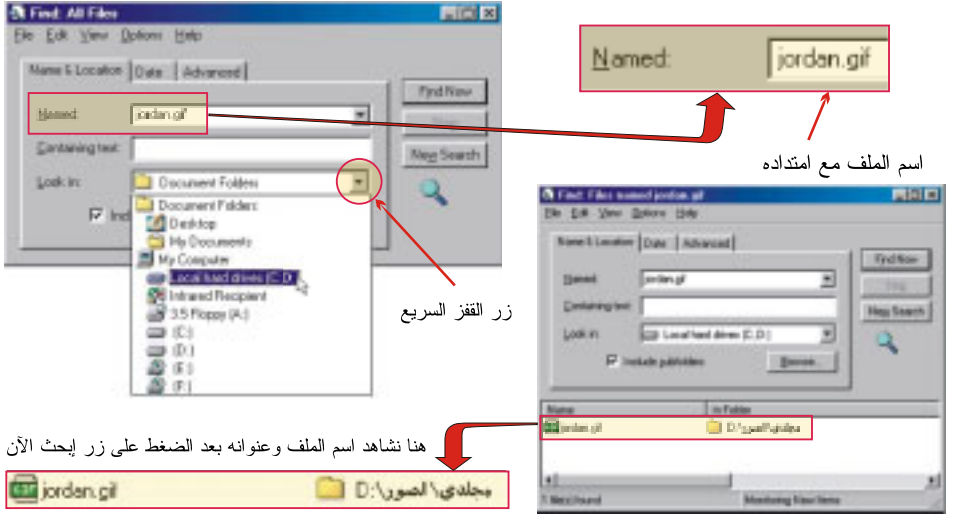 Find: All Files
File Edit View Options Help
Name & Location Date Advanced
Named: jordan.gif
Containing text:
Look in: Document Folders
Find Now
Stop
New Search
Document Folders
Desktop
My Documents
My Computer
Local hard drives (C,D
Infrared Recipient
3.5 Floppy (A:)
(C:)
(D:)
(E:)
(F:)
Named: jordan.gif
اسم الملف مع امتداده
زر القفز السريع
Find: Files named jordan.gif
File Edit View Options Help
Name & Location Date Advanced
Named: jordan.gif
Containing text:
Look in: Local hard drives (C,D:)
Include subfolders
Browse...
Find Now
Stop
New Search
Name In Folder
jordan.gif D:\مجلدي\الصور
1 file(s) found Monitoring New Items
هنا نشاهد اسم الملف وعنوانه بعد الضغط على زر إبحث الآن
jordan.gif D:\مجلدي\الصور